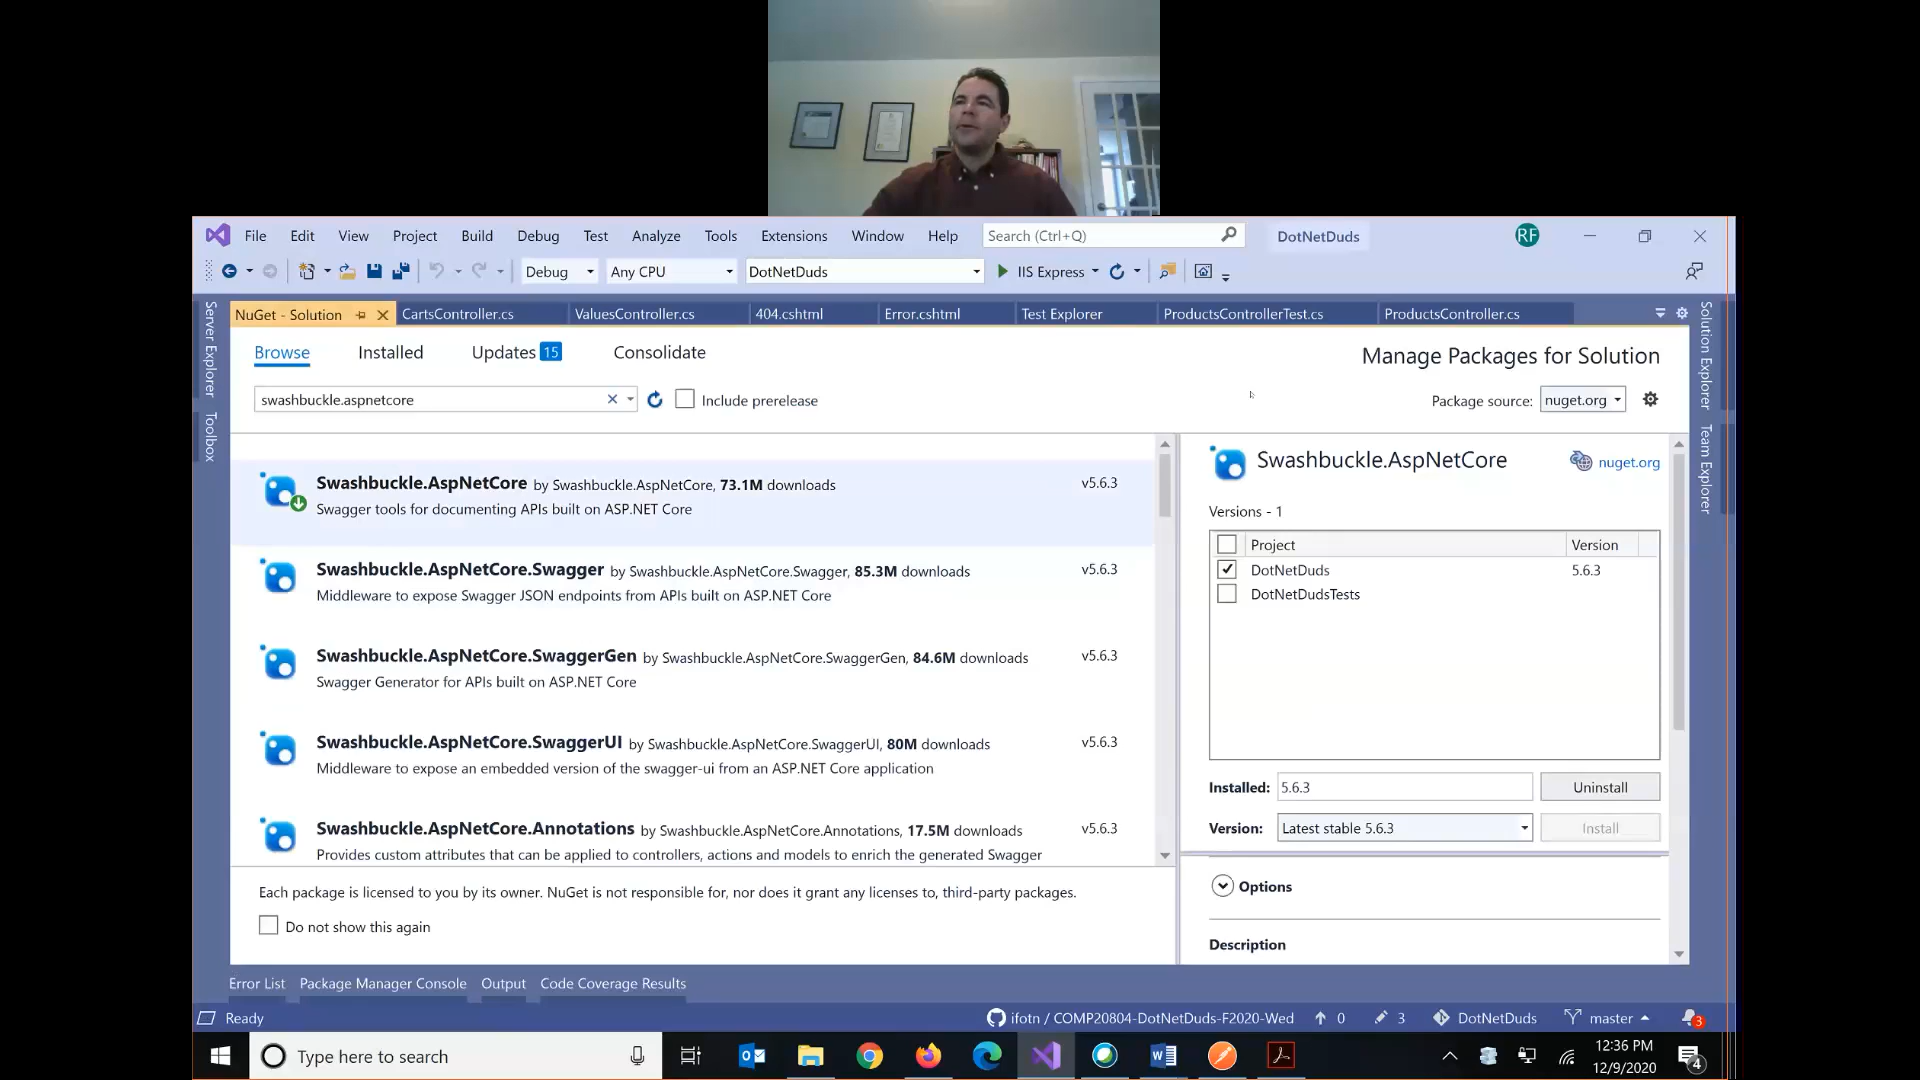 File Edit View Project Build Debug Test Analyze Tools Extensions Window Help Search (Ctrl+Q) DotNetDuds RF
Debug Any CPU DotNetDuds IIS Express
Server Explorer
Toolbox
NuGet - Solution CartsController.cs ValuesController.cs 404.cshtml Error.cshtml Test Explorer ProductsControllerTest.cs ProductsController.cs
Solution Explorer
Team Explorer
Browse Installed Updates 15 Consolidate
Manage Packages for Solution
swashbuckle.aspnetcore Include prerelease
Package source: nuget.org
Swashbuckle.AspNetCore by Swashbuckle.AspNetCore, 73.1M downloads v5.6.3
Swagger tools for documenting APIs built on ASP.NET Core
Swashbuckle.AspNetCore.Swagger by Swashbuckle.AspNetCore.Swagger, 85.3M downloads v5.6.3
Middleware to expose Swagger JSON endpoints from APIs built on ASP.NET Core
Swashbuckle.AspNetCore.SwaggerGen by Swashbuckle.AspNetCore.SwaggerGen, 84.6M downloads v5.6.3
Swagger Generator for APIs built on ASP.NET Core
Swashbuckle.AspNetCore.SwaggerUI by Swashbuckle.AspNetCore.SwaggerUI, 80M downloads v5.6.3
Middleware to expose an embedded version of the swagger-ui from an ASP.NET Core application
Swashbuckle.AspNetCore.Annotations by Swashbuckle.AspNetCore.Annotations, 17.5M downloads v5.6.3
Provides custom attributes that can be applied to controllers, actions and models to enrich the generated Swagger
Each package is licensed to you by its owner. NuGet is not responsible for, nor does it grant any licenses to, third-party packages.
Do not show this again
Swashbuckle.AspNetCore nuget.org
Versions - 1
Project Version
DotNetDuds 5.6.3
DotNetDudsTests
Installed: 5.6.3 Uninstall
Version: Latest stable 5.6.3 Install
Options
Description
Error List Package Manager Console Output Code Coverage Results
Ready ifotn / COMP20804-DotNetDuds-F2020-Wed 0 3 DotNetDuds master 3
Type here to search
12:36 PM
12/9/2020
4